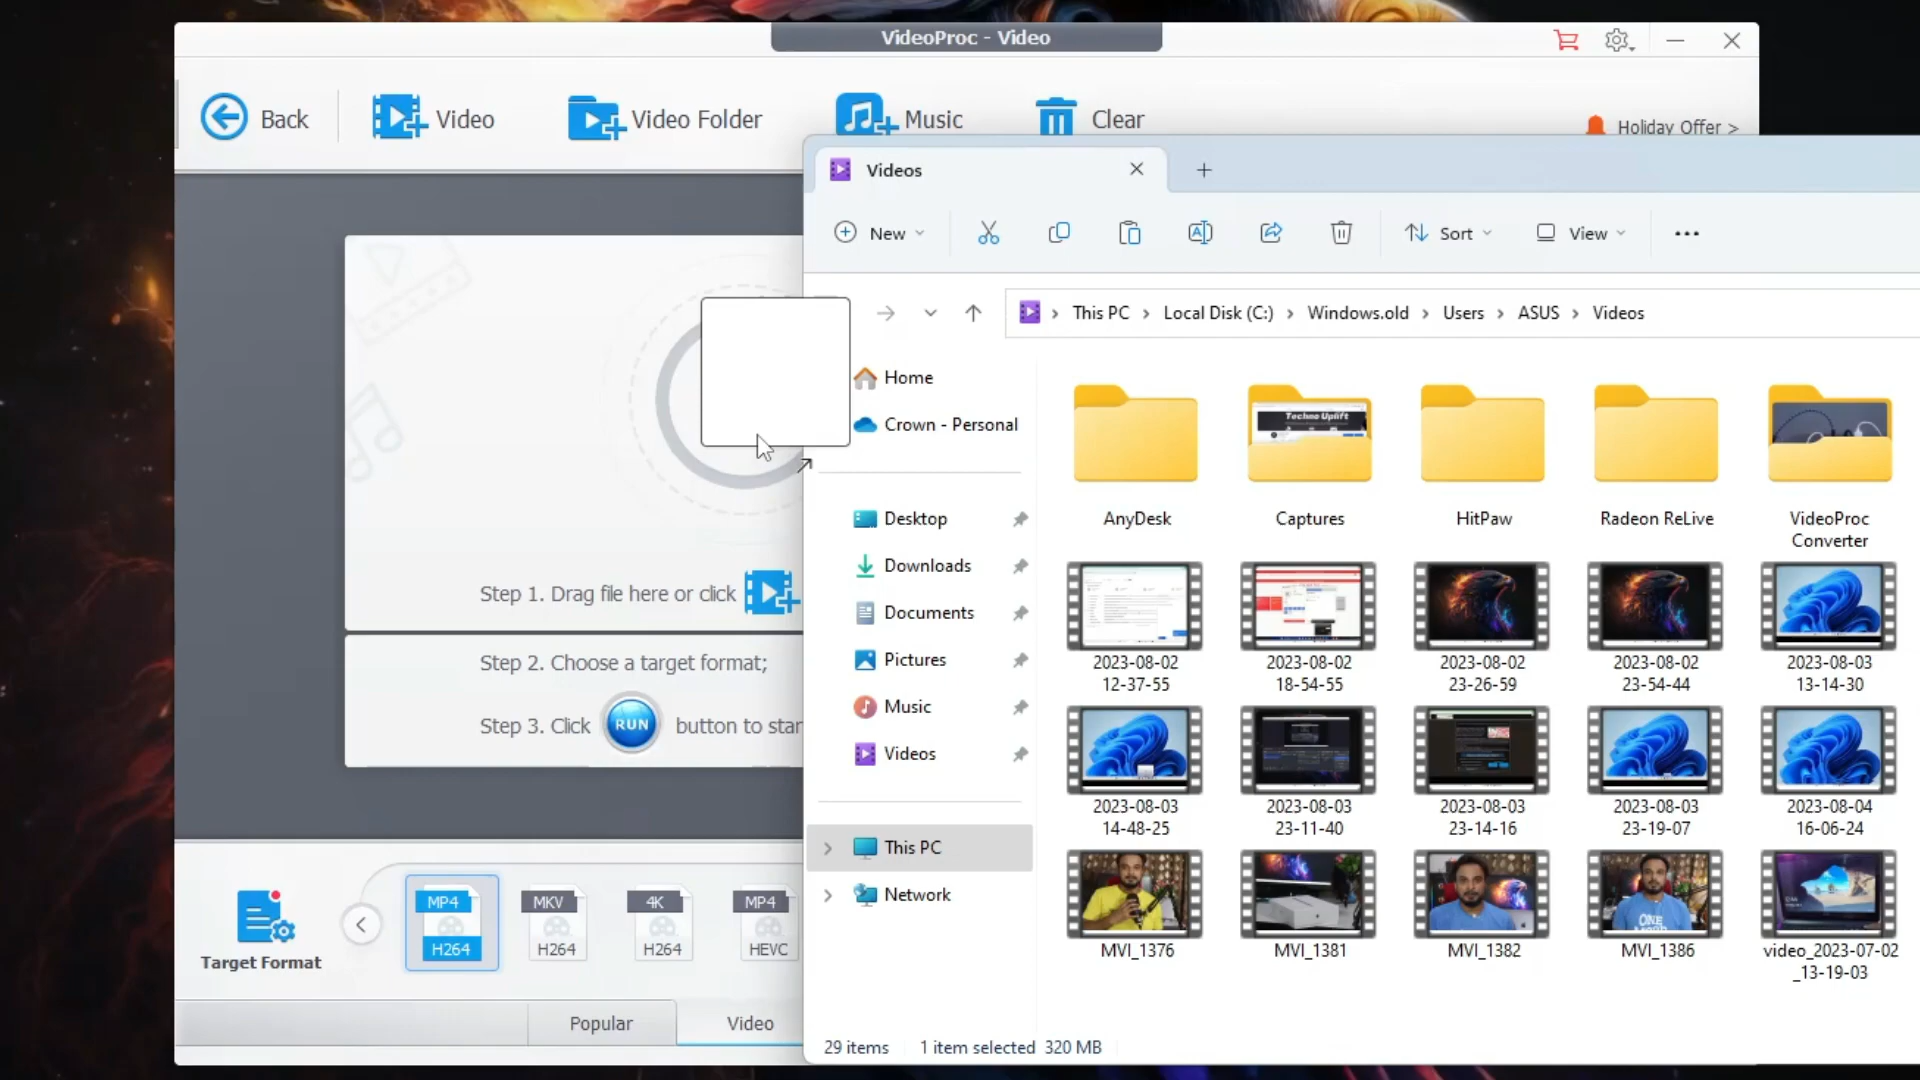 VideoProc - Video
Back
Video
Video Folder
Music
Clear
Holiday Offer >
Videos
New
Sort
View
This PC > Local Disk (C:) > Windows.old > Users > ASUS > Videos
Home
Crown - Personal
Desktop
Downloads
Documents
Pictures
Music
Videos
This PC
Network
AnyDesk
Captures
HitPaw
Radeon ReLive
VideoProc
Converter
Techno Uplift
2023-08-02
12-37-55
2023-08-02
18-54-55
2023-08-02
23-26-59
2023-08-02
23-54-44
2023-08-03
13-14-30
2023-08-03
14-48-25
2023-08-03
23-11-40
2023-08-03
23-14-16
2023-08-03
23-19-07
2023-08-04
16-06-24
MVI_1376
MVI_1381
MVI_1382
MVI_1386
video_2023-07-02
_13-19-03
29 items
1 item selected 320 MB
Step 1. Drag file here or click
Step 2. Choose a target format;
Step 3. Click RUN button to star
Target Format
MP4
H264
MKV
H264
4K
H264
MP4
HEVC
Popular
Video